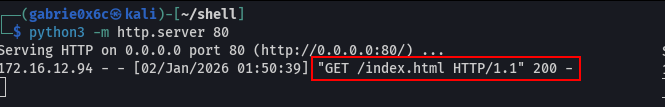 (gabrie0x6c㉿kali)-[~/shell]
$ python3 -m http.server 80
Serving HTTP on 0.0.0.0 port 80 (http://0.0.0.0:80/) ...
172.16.12.94 - - [02/Jan/2026 01:50:39] "GET /index.html HTTP/1.1" 200 -